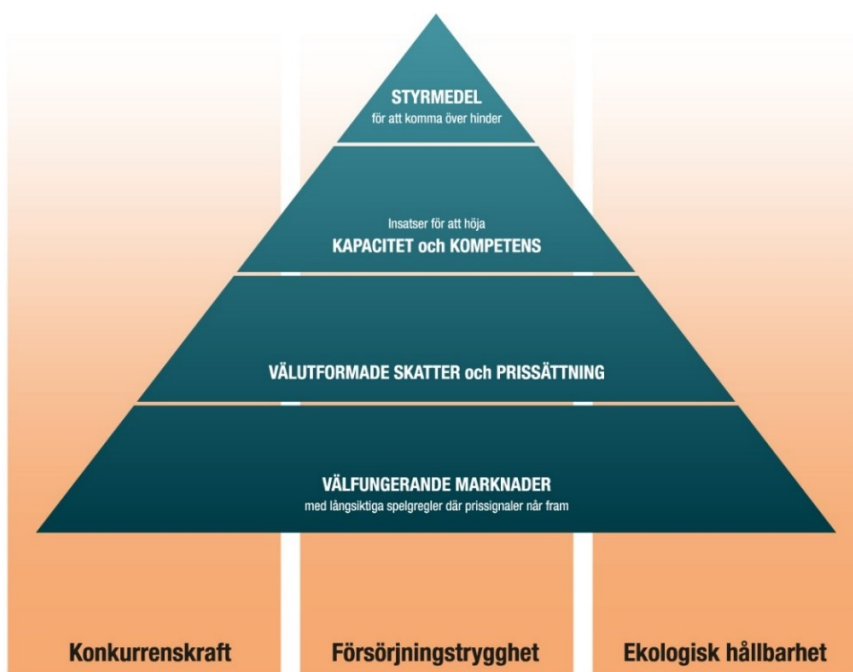 STYRMEDEL
för att komma över hinder
Insatser för att höja
KAPACITET och KOMPETENS
VÄLUTFORMADE SKATTER och PRISSÄTTNING
VÄLFUNGERANDE MARKNADER
med långsiktiga spelregler där prissignaler når fram
Konkurrenskraft
Försörjningstrygghet
Ekologisk hållbarhet